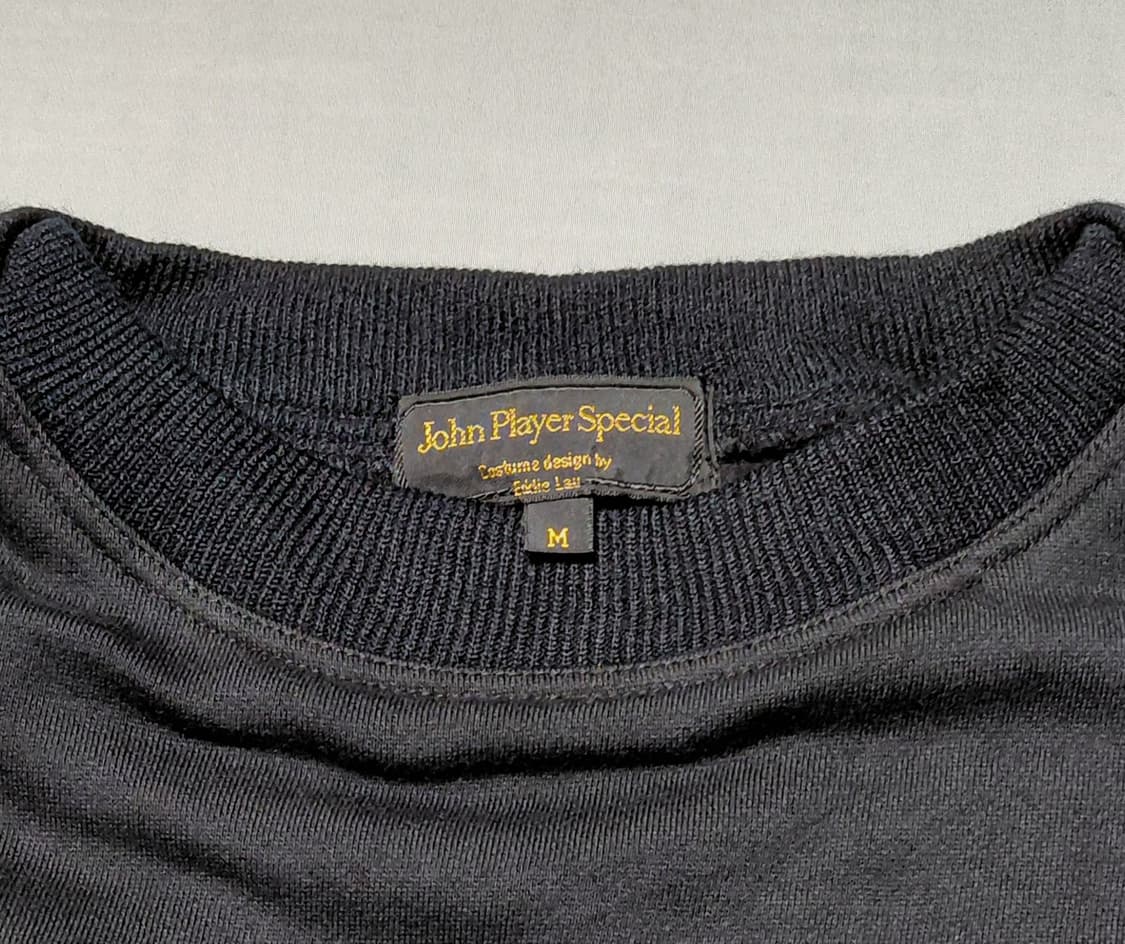 John Player Special
Costume design by
Eddie Lau
M